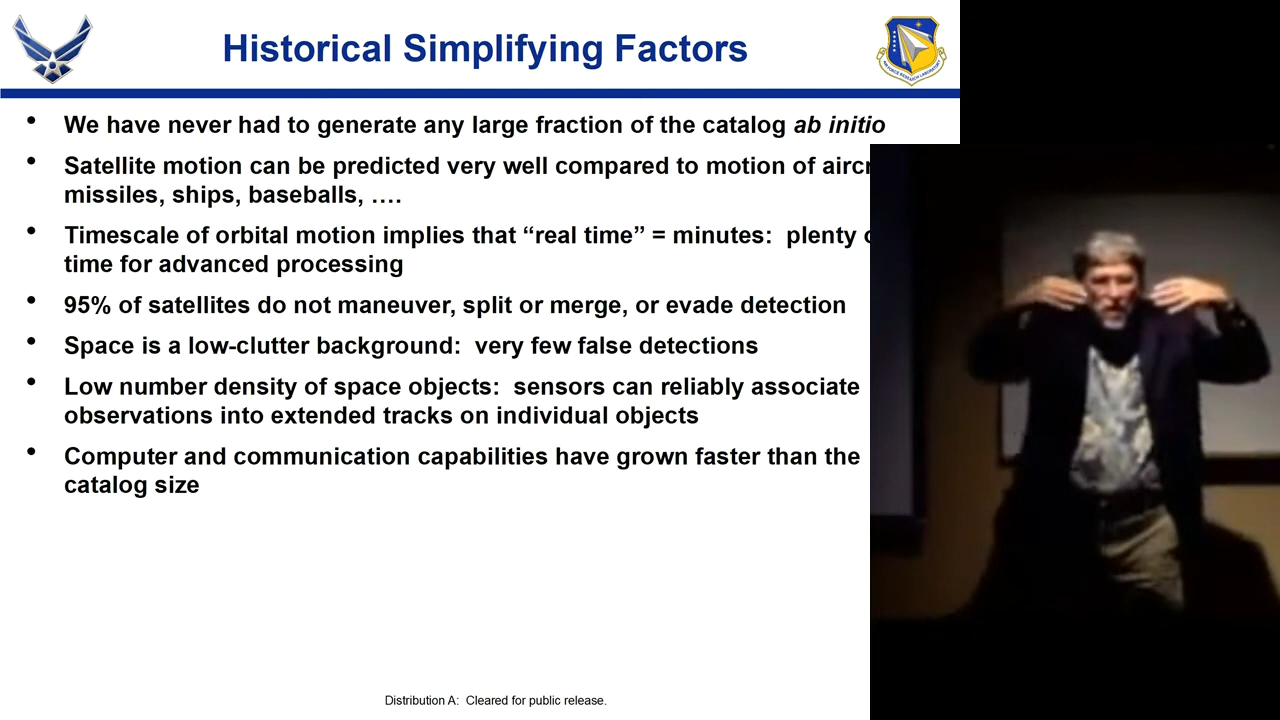 Historical Simplifying Factors
• We have never had to generate any large fraction of the catalog ab initio
• Satellite motion can be predicted very well compared to motion of
missiles, ships, baseballs, ….
• Timescale of orbital motion implies that “real time” = minutes:  plenty
time for advanced processing
• 95% of satellites do not maneuver, split or merge, or evade detection
• Space is a low-clutter background:  very few false detections
• Low number density of space objects:  sensors can reliably associate
observations into extended tracks on individual objects
• Computer and communication capabilities have grown faster than the
catalog size
AIR FORCE RESEARCH LABORATORY
Distribution A:  Cleared for public release.